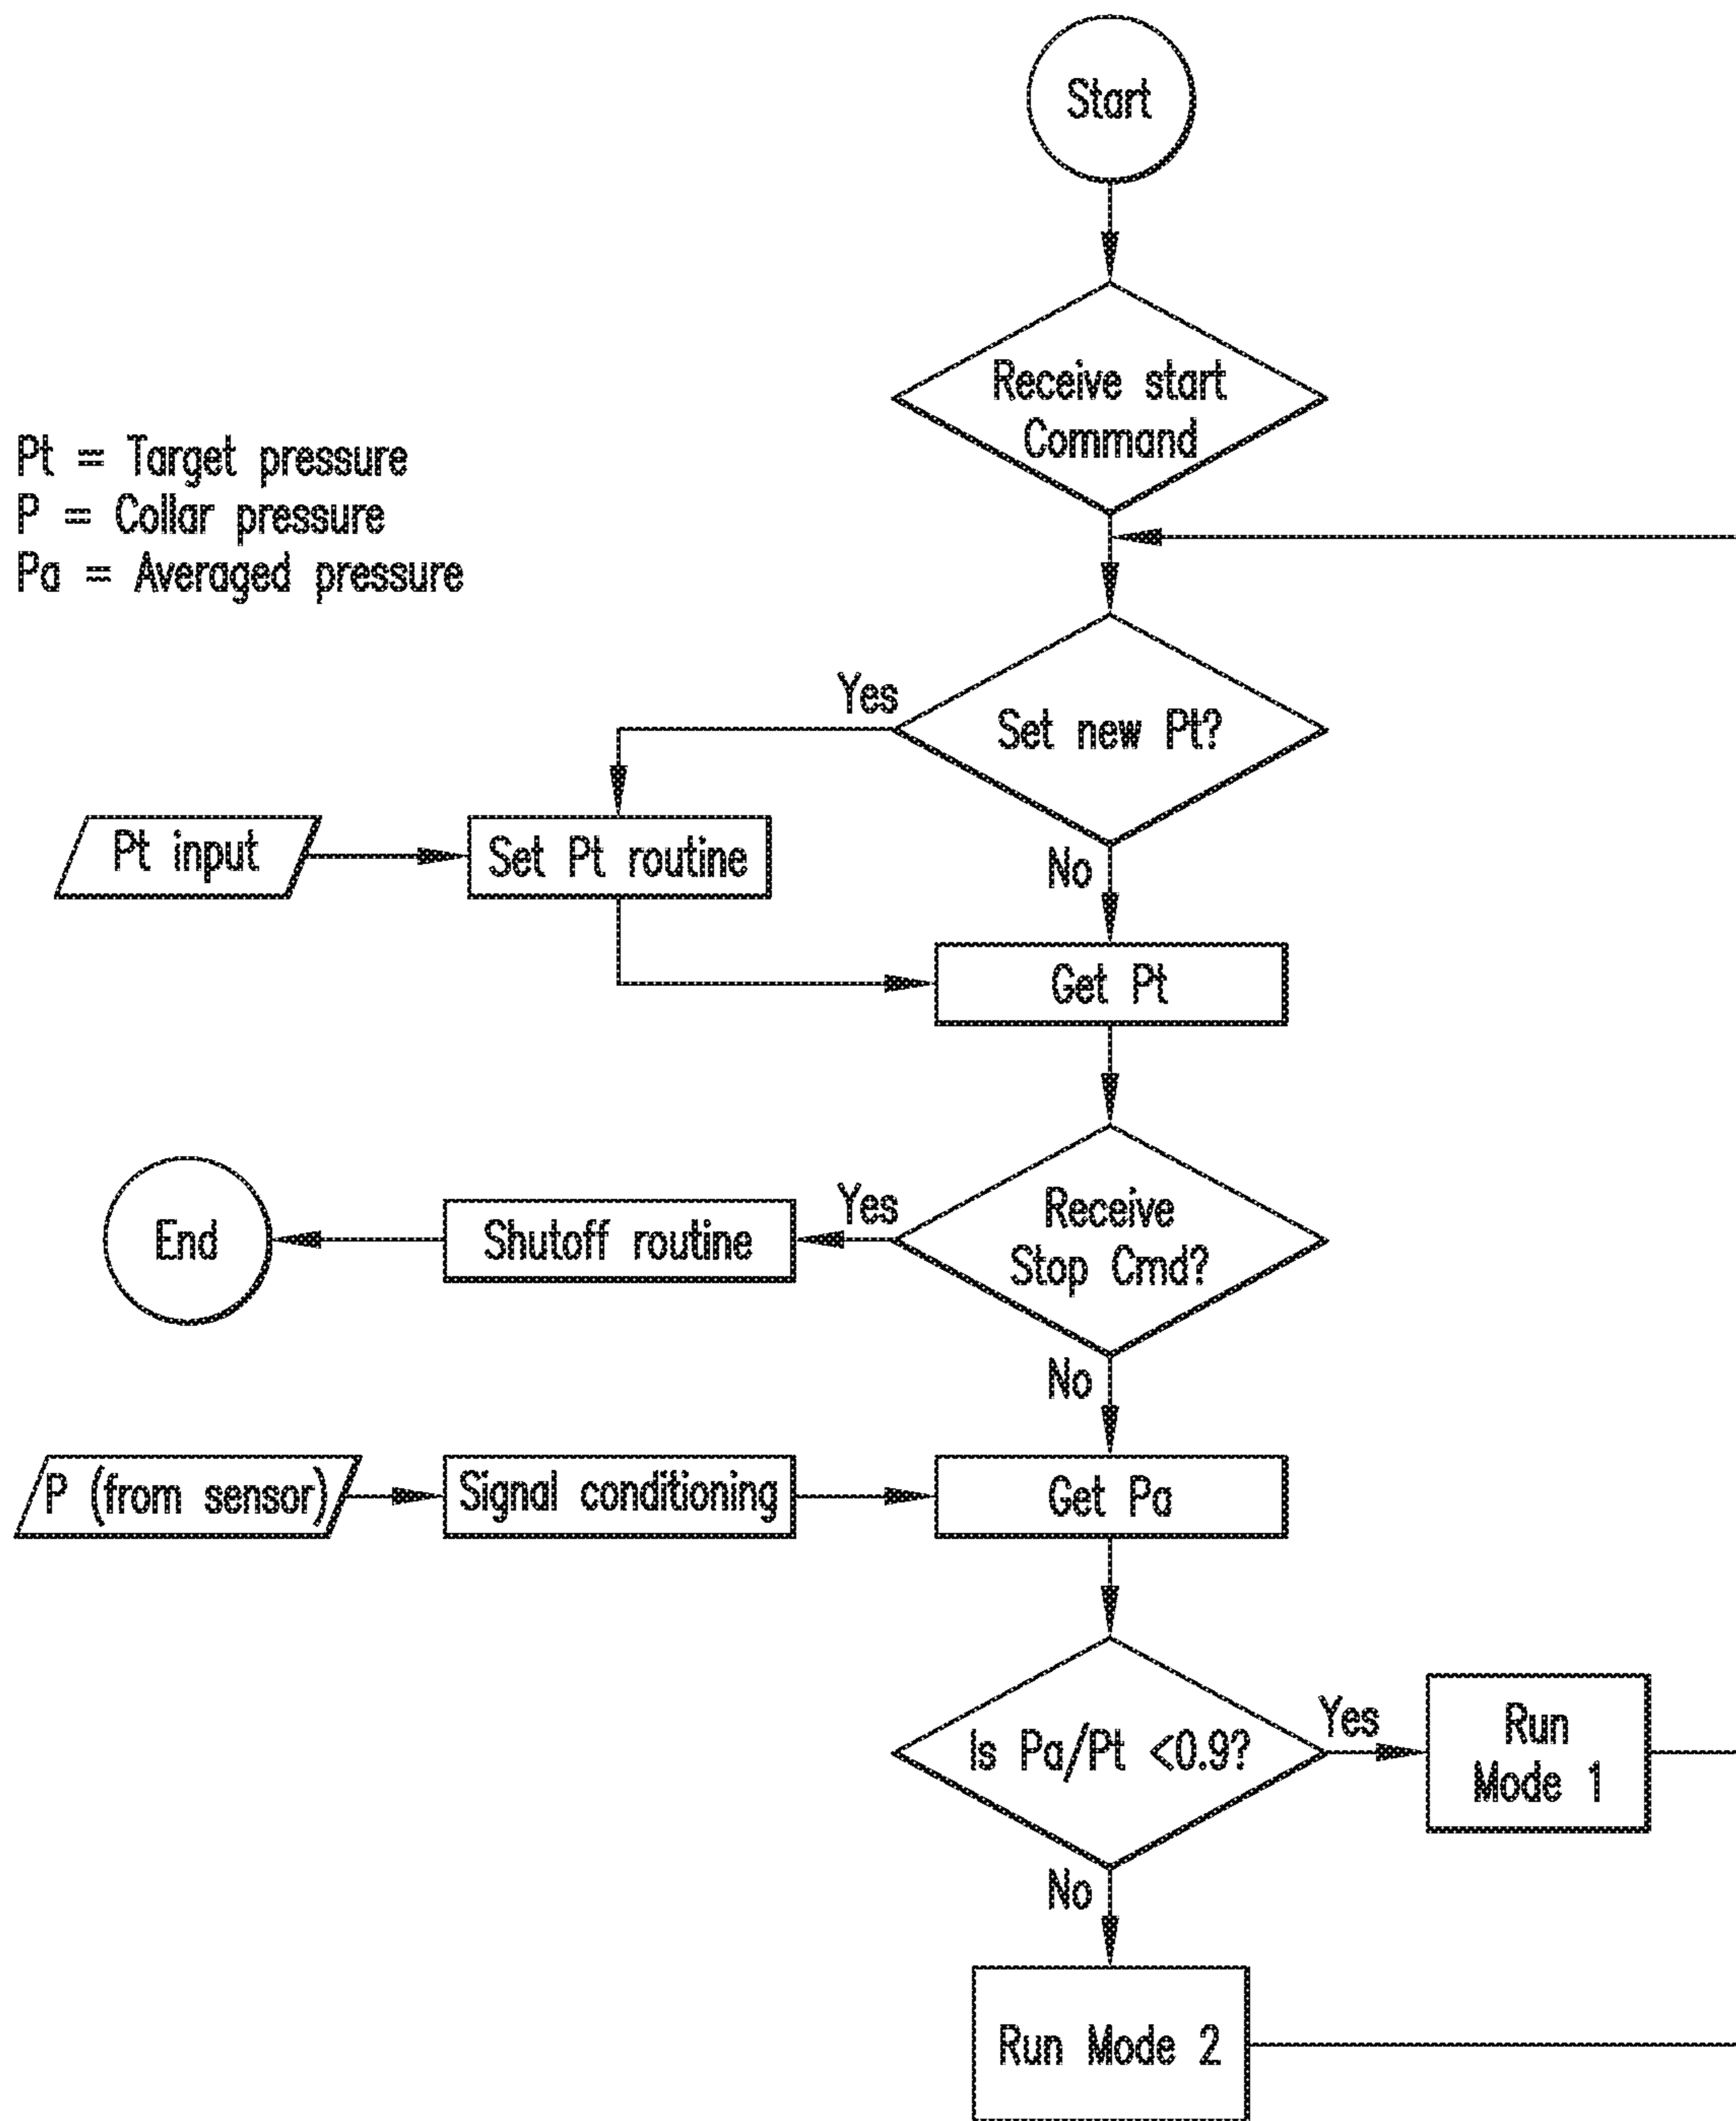 Start
Receive start
Command
Pt = Target pressure
P = Collar pressure
Pa = Averaged pressure
Yes
Set new Pt?
Pt input
Set Pt routine
No
Get Pt
End
Shutoff routine
Yes
Receive
Stop Cmd?
No
P (from sensor)
Signal conditioning
Get Pa
Is Pa/Pt <0.9?
Yes
Run
Mode 1
No
Run Mode 2